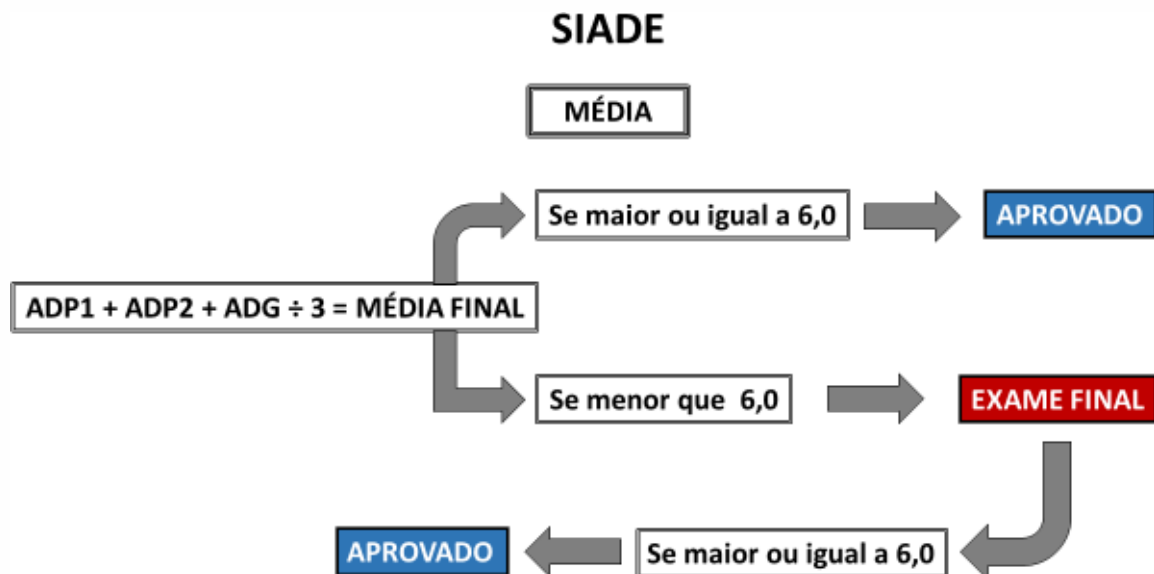 SIADE
MÉDIA
Se maior ou igual a 6,0
APROVADO
ADP1 + ADP2 + ADG ÷ 3 = MÉDIA FINAL
Se menor que 6,0
EXAME FINAL
APROVADO
Se maior ou igual a 6,0